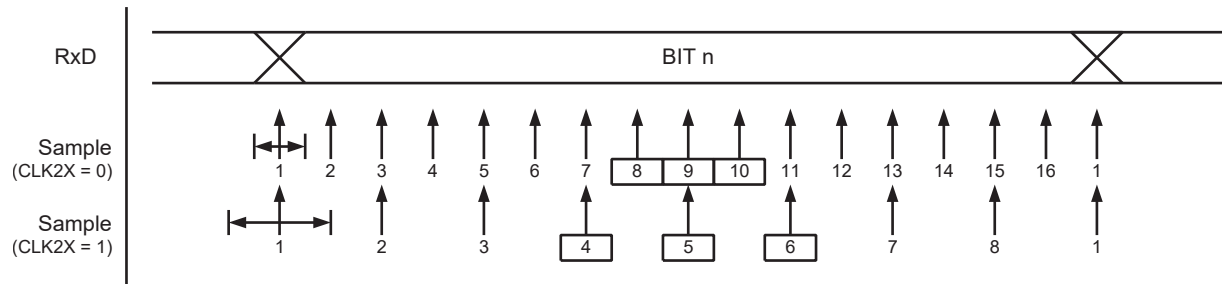 RxD BIT n
Sample
(CLK2X = 0) 1 2 3 4 5 6 7 8 9 10 11 12 13 14 15 16 1
Sample
(CLK2X = 1) 1 2 3 4 5 6 7 8 1